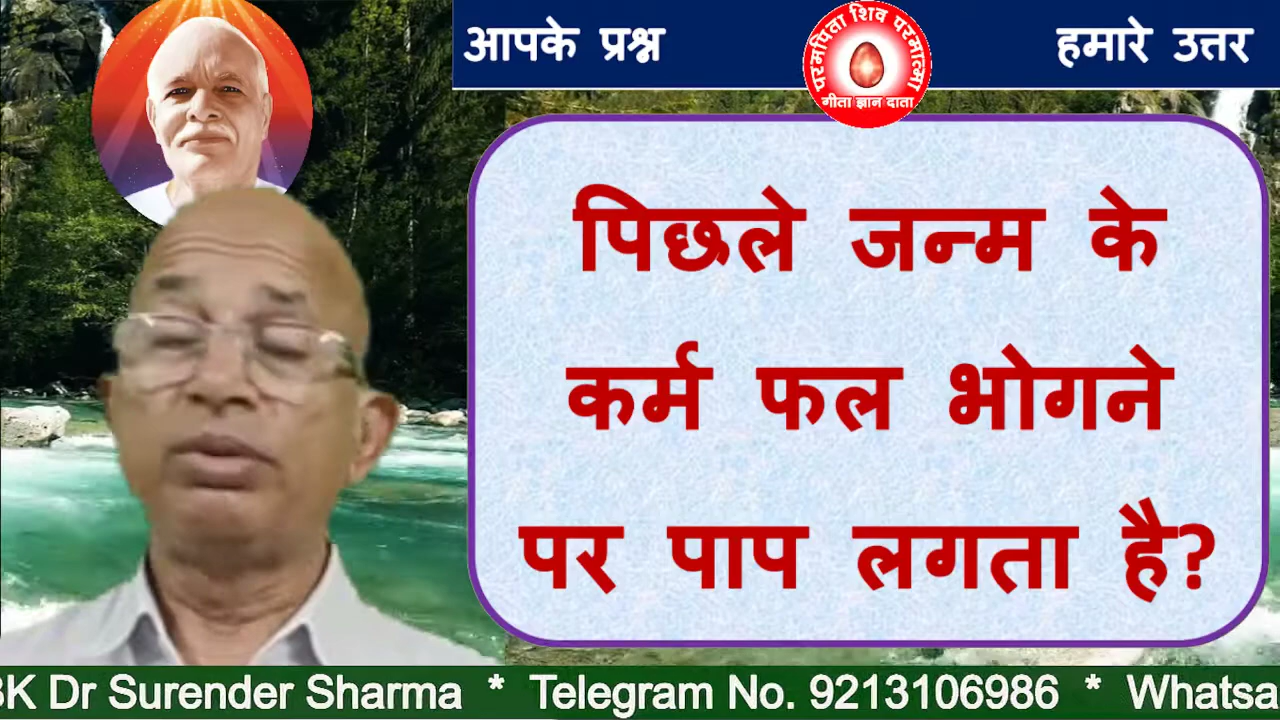 आपके प्रश्न
परमपिता शिव परमात्मा
गीता ज्ञान दाता
हमारे उत्तर
पिछले जन्म के
कर्म फल भोगने
पर पाप लगता है?
BK Dr Surender Sharma * Telegram No. 9213106986 * Whatsa